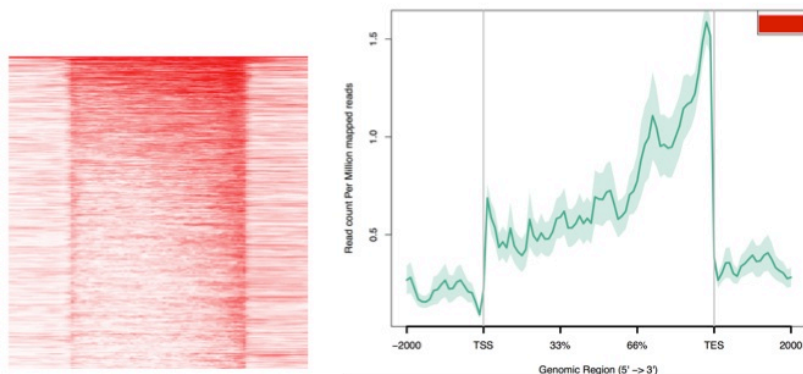 1.5
1.0
0.5
Read count Per Million mapped reads
−2000 TSS 33% 66% TES 2000
Genomic Region (5' −> 3')